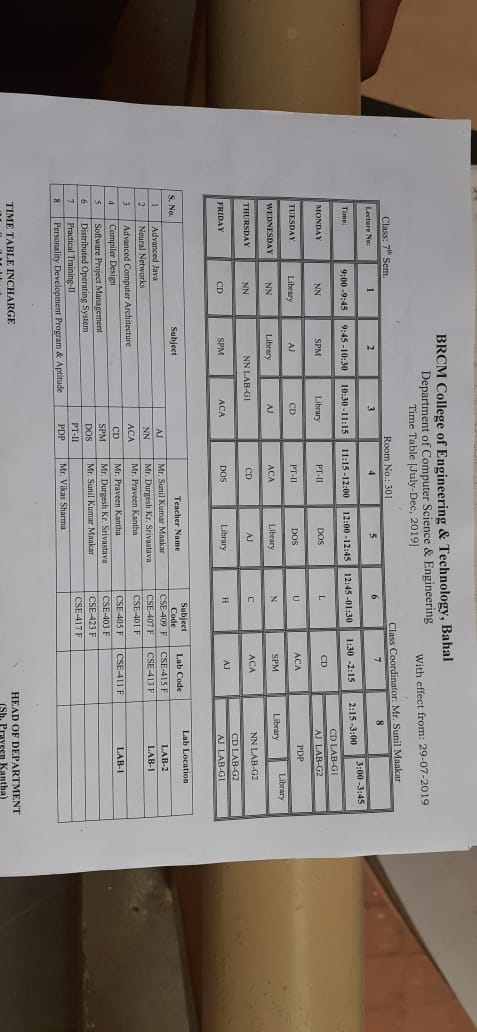 BRCM College of Engineering & Technology, Bahal
Department of Computer Science & Engineering
Time Table [July-Dec, 2019]
With effect from: 29-07-2019
Class: 7th Sem. Room No.: 301 Class Coordinator: Mr. Sunil Maakar
Lecture No: 1 2 3 4 5 6 7 8
Time: 9:00-9:45 9:45-10:30 10:30-11:15 11:15-12:00 12:00-12:45 12:45-01:30 1:30-2:15 2:15-3:00 3:00-3:45
MONDAY NN SPM Library PT-II DOS L CD CD LAB-G1
AJ LAB-G2
TUESDAY Library AJ CD PT-II DOS U ACA PDP Library
WEDNESDAY NN Library AJ ACA Library N SPM Library
THURSDAY NN NN LAB-G1 CD AJ C ACA NN LAB-G2
CD LAB-G2
FRIDAY CD SPM ACA DOS Library H AJ AJ LAB-G1
S. No. Subject Teacher Name Subject Code Lab Code Lab Location
1 Advanced Java AJ Mr. Sunil Kumar Maakar CSE-409 F CSE-415 F LAB-2
2 Neural Networks NN Mr. Durgesh Kr. Srivastava CSE-407 F CSE-413 F LAB-1
3 Advanced Computer Architecture ACA Mr. Praveen Kantha CSE-401 F
4 Compiler Design CD Mr. Praveen Kantha CSE-405 F CSE-411 F LAB-1
5 Software Project Management SPM Mr. Durgesh Kr. Srivastava CSE-403 F
6 Distributed Operating System DOS Mr. Sunil Kumar Maakar CSE-423 F
7 Practical Training-II PT-II CSE-417 F
8 Personality Development Program & Aptitude PDP Mr. Vikas Sharma
TIME TABLE INCHARGE HEAD OF DEPARTMENT
(Sh. Praveen Kantha)